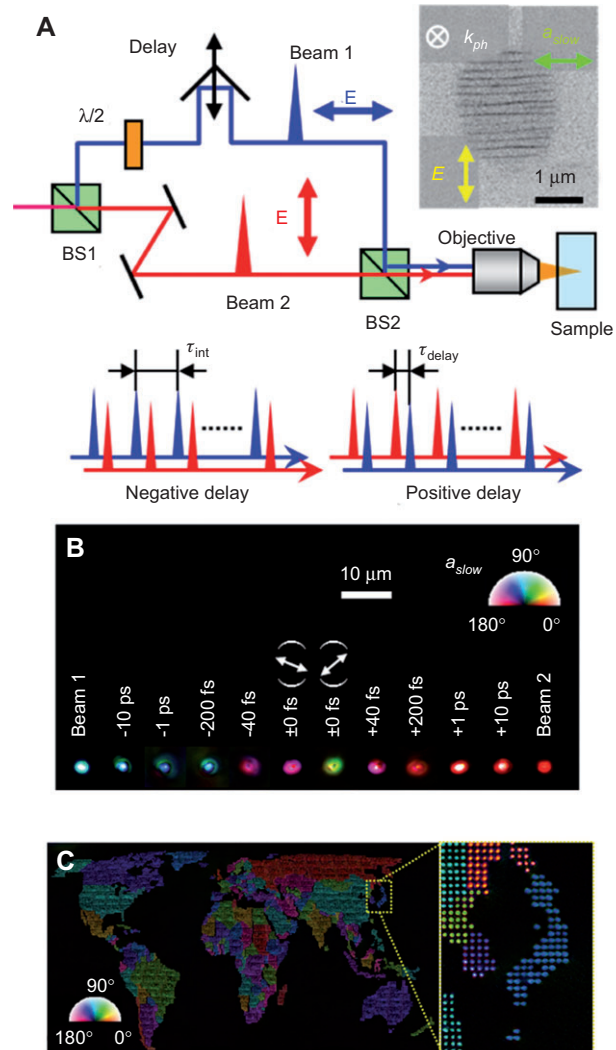 A
Delay
Beam 1
k_ph
a_slow
λ/2
E
E
E
1 μm
BS1
Objective
Beam 2
BS2
Sample
τ_int
τ_delay
......
......
Negative delay
Positive delay
B
10 μm
a_slow
90°
180°
0°
Beam 1
-10 ps
-1 ps
-200 fs
-40 fs
±0 fs
±0 fs
+40 fs
+200 fs
+1 ps
+10 ps
Beam 2
C
90°
180°
0°